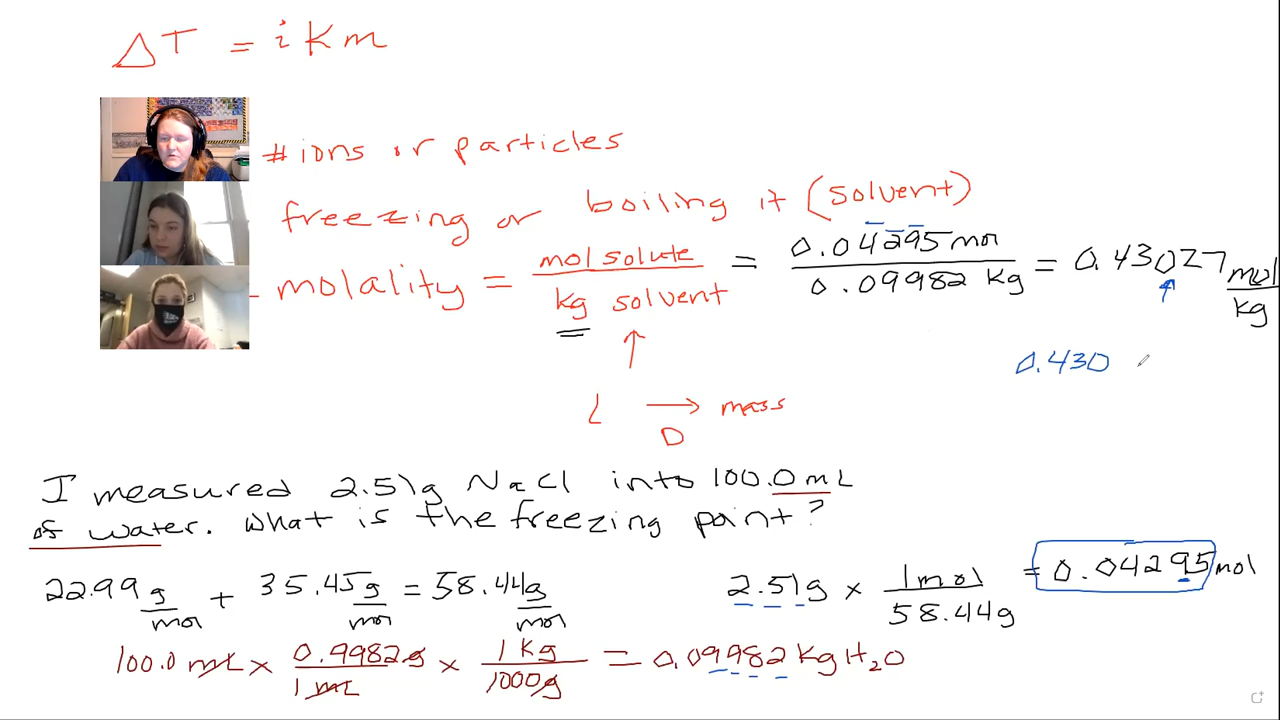 ΔT = iKm
#ions or particles
freezing or boiling it (solvent)
molality = mol solute / kg solvent = 0.04295 mol / 0.09982 kg = 0.43027 mol/kg
0.430
L → mass
D
I measured 2.51g NaCl into 100.0 mL
of water. What is the freezing point?
22.99 g/mol + 35.45 g/mol = 58.44 g/mol
2.51g × 1 mol / 58.44g = 0.04295 mol
100.0 mL × 0.9982g / 1 mL × 1 kg / 1000g = 0.09982 kg H₂O